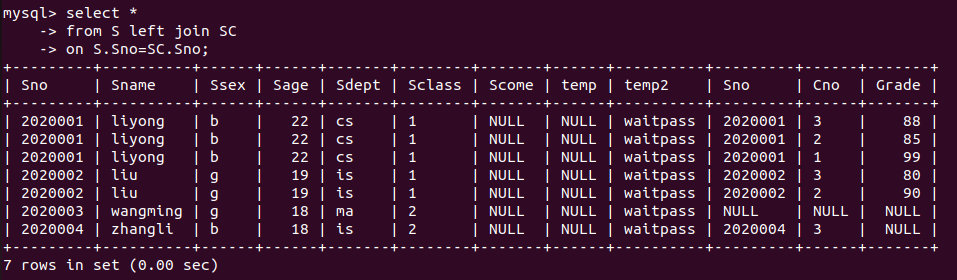 mysql> select *
    -> from S left join SC
    -> on S.Sno=SC.Sno;
+---------+----------+------+------+-------+--------+-------+------+----------+---------+------+-------+
| Sno     | Sname    | Ssex | Sage | Sdept | Sclass | Scome | temp | temp2    | Sno     | Cno  | Grade |
+---------+----------+------+------+-------+--------+-------+------+----------+---------+------+-------+
| 2020001 | liyong   | b    |   22 | cs    | 1      | NULL  | NULL | waitpass | 2020001 | 3    |    88 |
| 2020001 | liyong   | b    |   22 | cs    | 1      | NULL  | NULL | waitpass | 2020001 | 2    |    85 |
| 2020001 | liyong   | b    |   22 | cs    | 1      | NULL  | NULL | waitpass | 2020001 | 1    |    99 |
| 2020002 | liu      | g    |   19 | is    | 1      | NULL  | NULL | waitpass | 2020002 | 3    |    80 |
| 2020002 | liu      | g    |   19 | is    | 1      | NULL  | NULL | waitpass | 2020002 | 2    |    90 |
| 2020003 | wangming | g    |   18 | ma    | 2      | NULL  | NULL | waitpass | NULL    | NULL |  NULL |
| 2020004 | zhangli  | b    |   18 | is    | 2      | NULL  | NULL | waitpass | 2020004 | 3    |  NULL |
+---------+----------+------+------+-------+--------+-------+------+----------+---------+------+-------+
7 rows in set (0.00 sec)